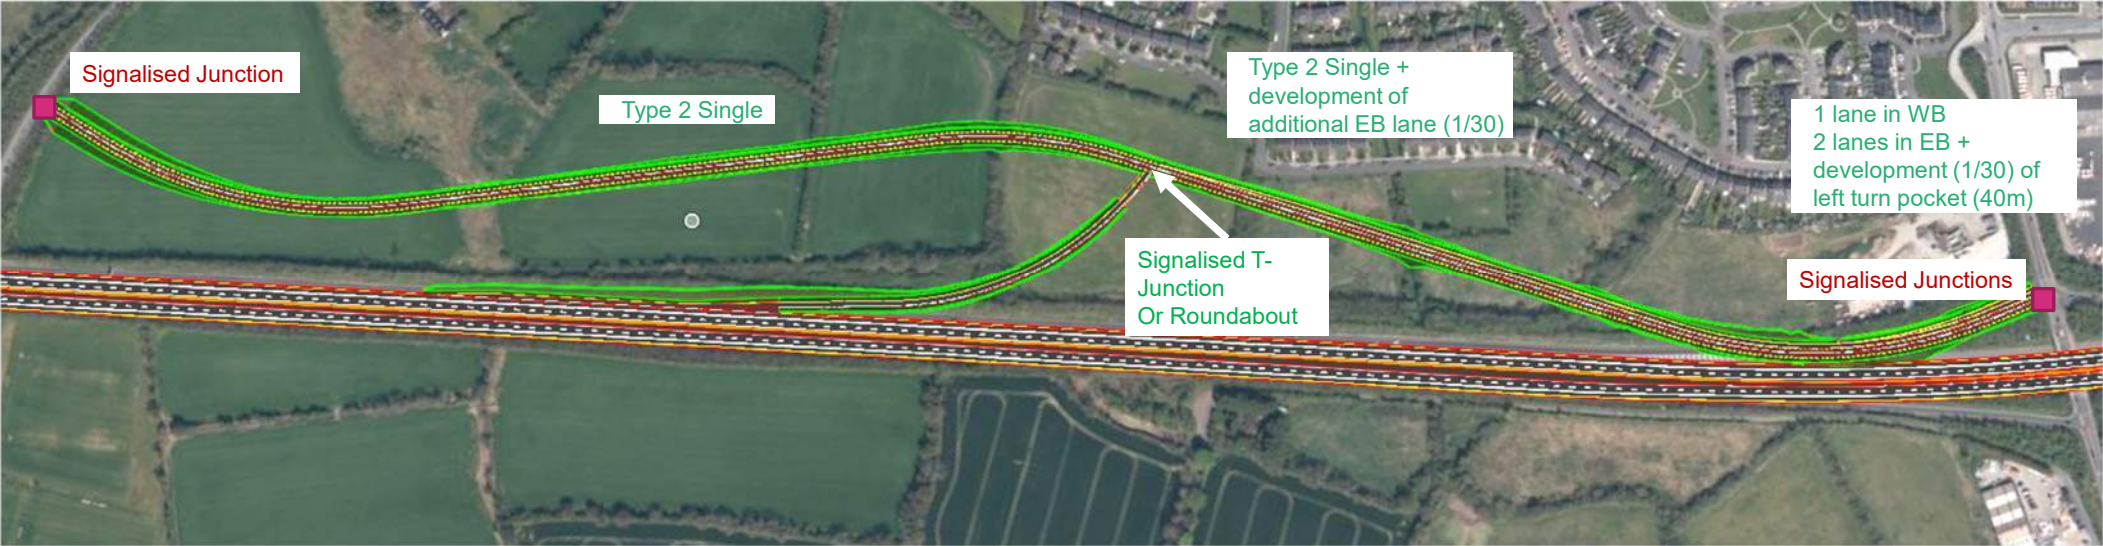 Signalised Junction
Type 2 Single
Type 2 Single +
development of
additional EB lane (1/30)
1 lane in WB
2 lanes in EB +
development (1/30) of
left turn pocket (40m)
Signalised T-
Junction
Or Roundabout
Signalised Junctions